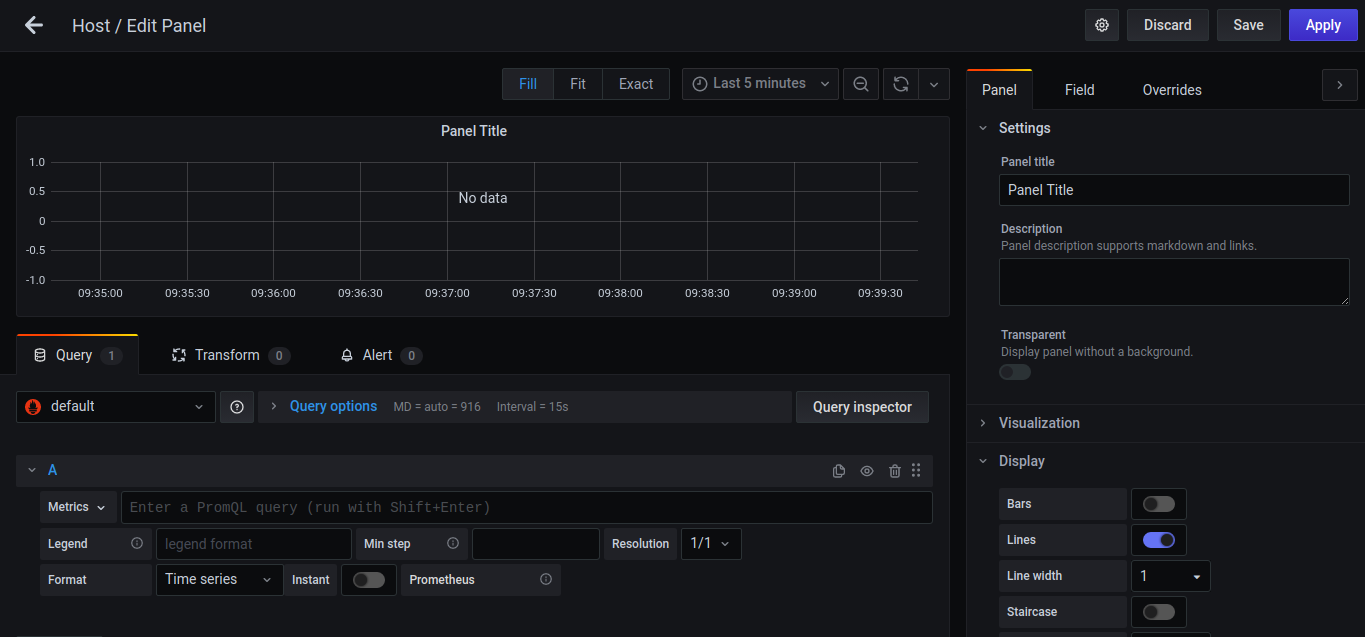 Host / Edit Panel
Discard
Save
Apply
Fill
Fit
Exact
Last 5 minutes
Panel
Field
Overrides
Panel Title
1.0
0.5
0
-0.5
-1.0
No data
09:35:00
09:35:30
09:36:00
09:36:30
09:37:00
09:37:30
09:38:00
09:38:30
09:39:00
09:39:30
Query 1
Transform 0
Alert 0
default
Query options
MD = auto = 916
Interval = 15s
Query inspector
A
Metrics
Enter a PromQL query (run with Shift+Enter)
Legend
legend format
Min step
Resolution
1/1
Format
Time series
Instant
Prometheus
Settings
Panel title
Panel Title
Description
Panel description supports markdown and links.
Transparent
Display panel without a background.
Visualization
Display
Bars
Lines
Line width
1
Staircase